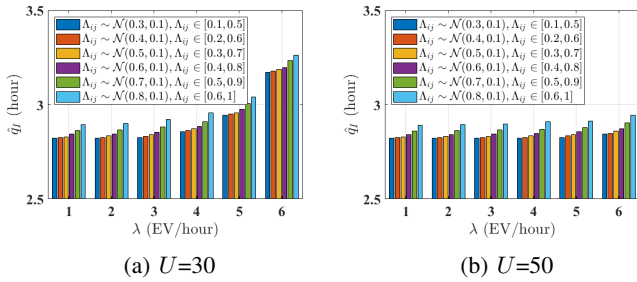 3.5
3
2.5
q̂_I (hour)
Λ_ij ∼ N(0.3, 0.1), Λ_ij ∈ [0.1, 0.5]
Λ_ij ∼ N(0.4, 0.1), Λ_ij ∈ [0.2, 0.6]
Λ_ij ∼ N(0.5, 0.1), Λ_ij ∈ [0.3, 0.7]
Λ_ij ∼ N(0.6, 0.1), Λ_ij ∈ [0.4, 0.8]
Λ_ij ∼ N(0.7, 0.1), Λ_ij ∈ [0.5, 0.9]
Λ_ij ∼ N(0.8, 0.1), Λ_ij ∈ [0.6, 1]
1 2 3 4 5 6
λ (EV/hour)
(a) U=30
3.5
3
2.5
q̂_I (hour)
Λ_ij ∼ N(0.3, 0.1), Λ_ij ∈ [0.1, 0.5]
Λ_ij ∼ N(0.4, 0.1), Λ_ij ∈ [0.2, 0.6]
Λ_ij ∼ N(0.5, 0.1), Λ_ij ∈ [0.3, 0.7]
Λ_ij ∼ N(0.6, 0.1), Λ_ij ∈ [0.4, 0.8]
Λ_ij ∼ N(0.7, 0.1), Λ_ij ∈ [0.5, 0.9]
Λ_ij ∼ N(0.8, 0.1), Λ_ij ∈ [0.6, 1]
1 2 3 4 5 6
λ (EV/hour)
(b) U=50